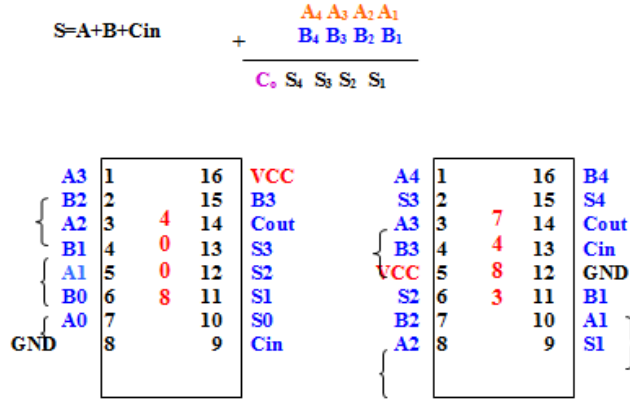 A₄ A₃ A₂ A₁
S=A+B+Cin
+ B₄ B₃ B₂ B₁
Cₒ S₄ S₃ S₂ S₁
A3 1 16 VCC
B2 2 15 B3
A2 3 4 14 Cout
B1 4 0 13 S3
A1 5 0 12 S2
B0 6 8 11 S1
A0 7 10 S0
GND 8 9 Cin
A4 1 16 B4
S3 2 15 S4
A3 3 7 14 Cout
B3 4 4 13 Cin
VCC 5 8 12 GND
S2 6 3 11 B1
B2 7 10 A1
A2 8 9 S1